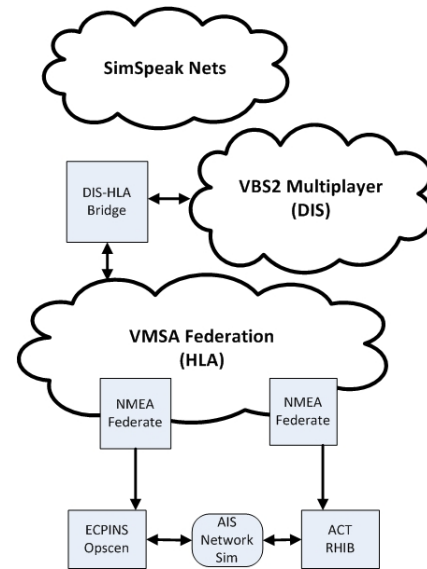 SimSpeak Nets
DIS-HLA
Bridge
VBS2 Multiplayer
(DIS)
VMSA Federation
(HLA)
NMEA
Federate
NMEA
Federate
ECPINS
Opscen
AIS
Network
Sim
ACT
RHIB